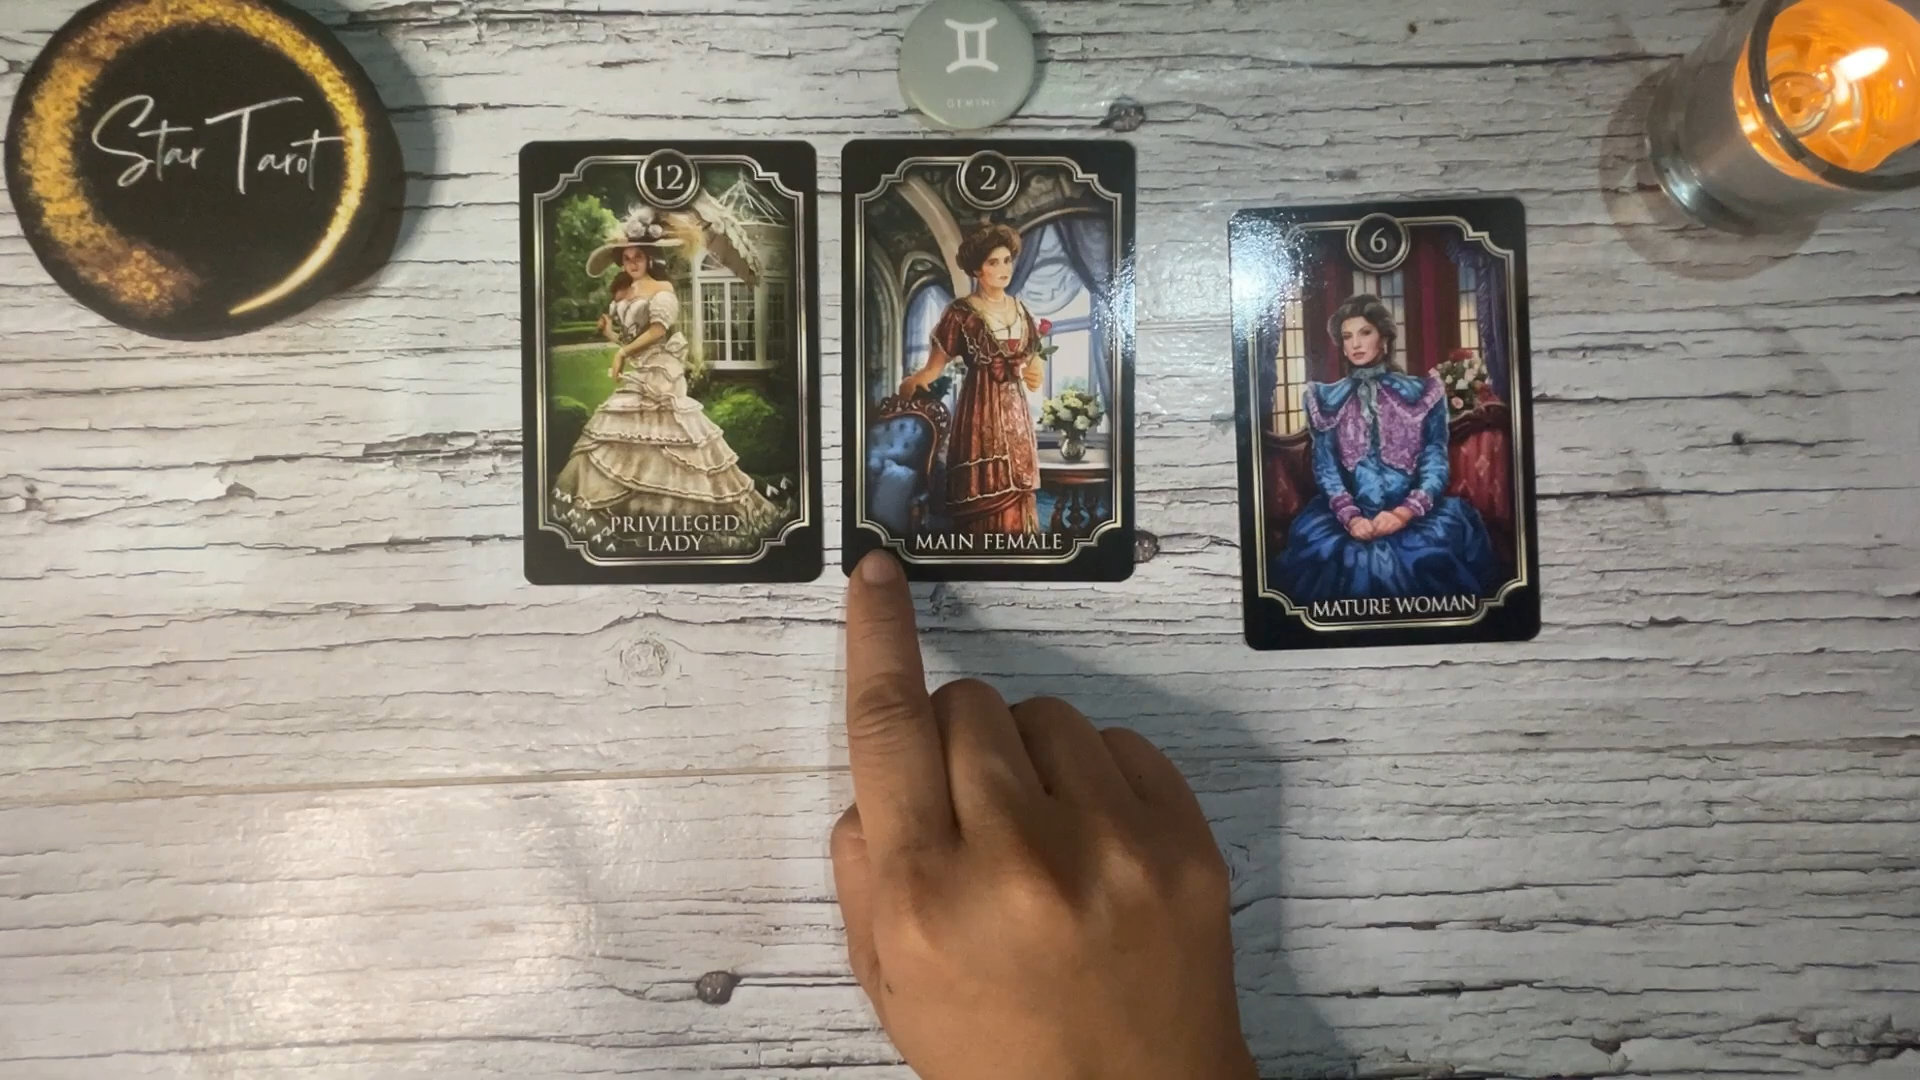 Star Tarot
GEMINI
12
PRIVILEGED
LADY
2
MAIN FEMALE
6
MATURE WOMAN